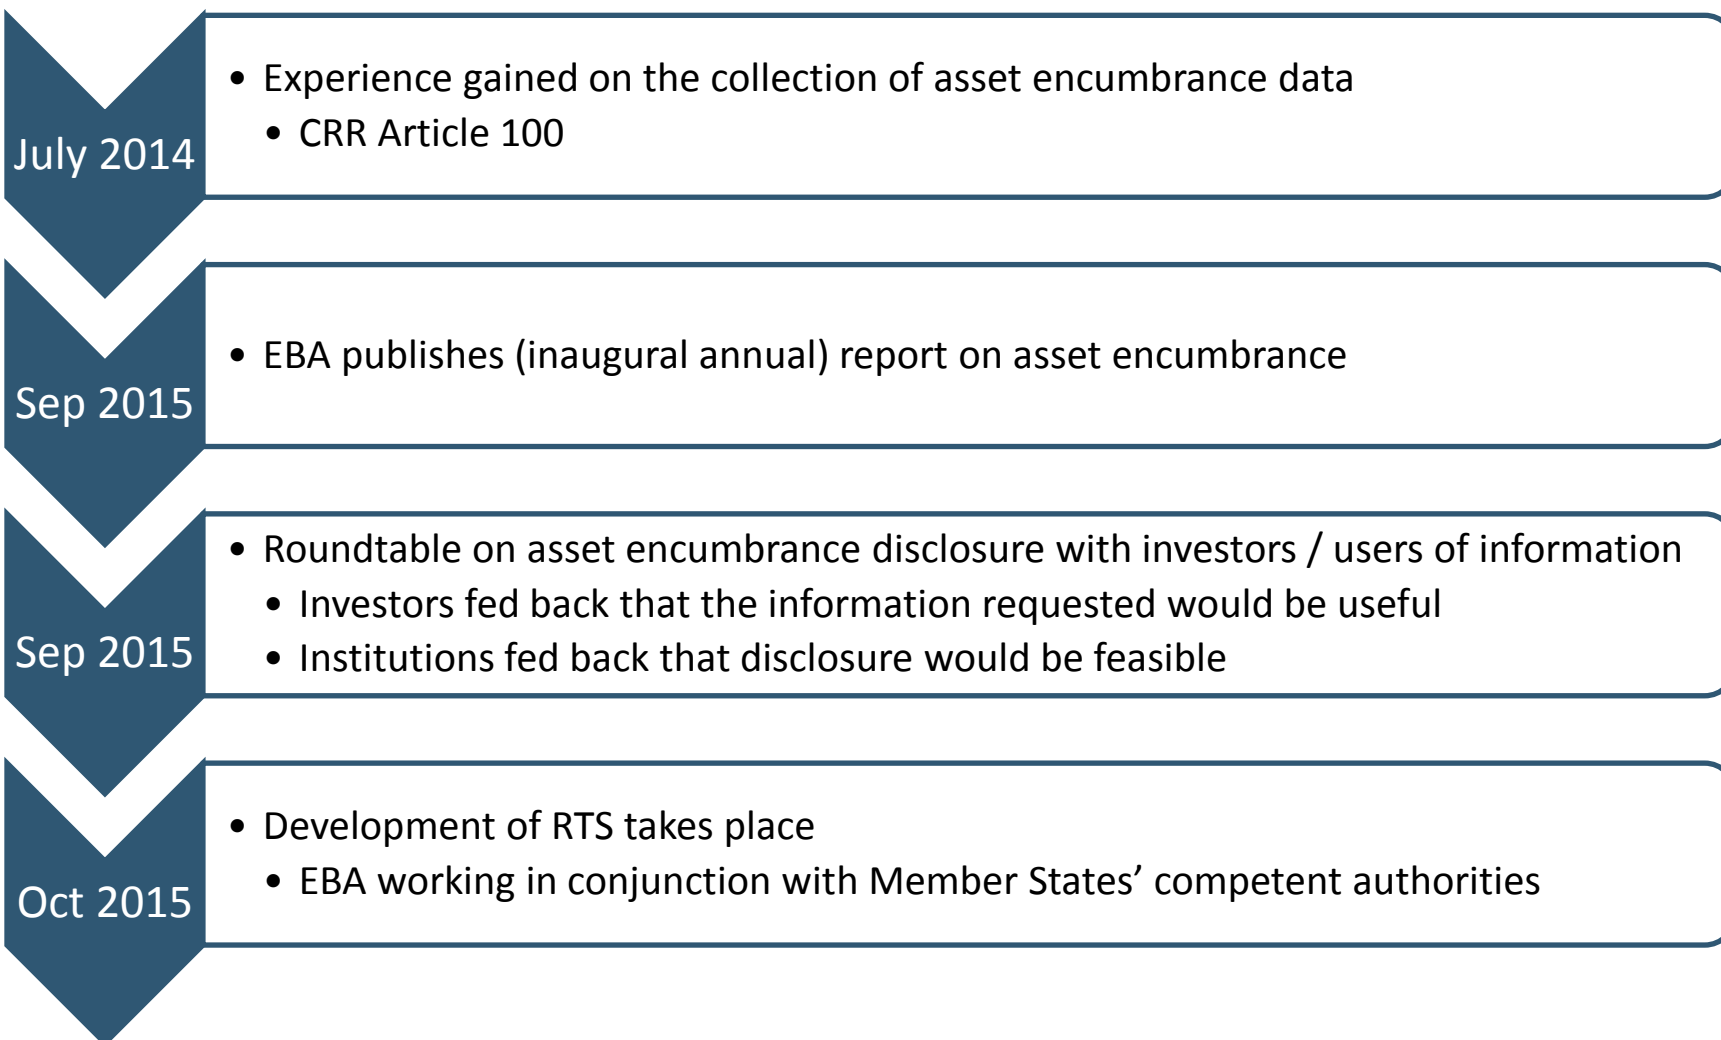 July 2014
• Experience gained on the collection of asset encumbrance data
• CRR Article 100
Sep 2015
• EBA publishes (inaugural annual) report on asset encumbrance
Sep 2015
• Roundtable on asset encumbrance disclosure with investors / users of information
• Investors fed back that the information requested would be useful
• Institutions fed back that disclosure would be feasible
Oct 2015
• Development of RTS takes place
• EBA working in conjunction with Member States’ competent authorities